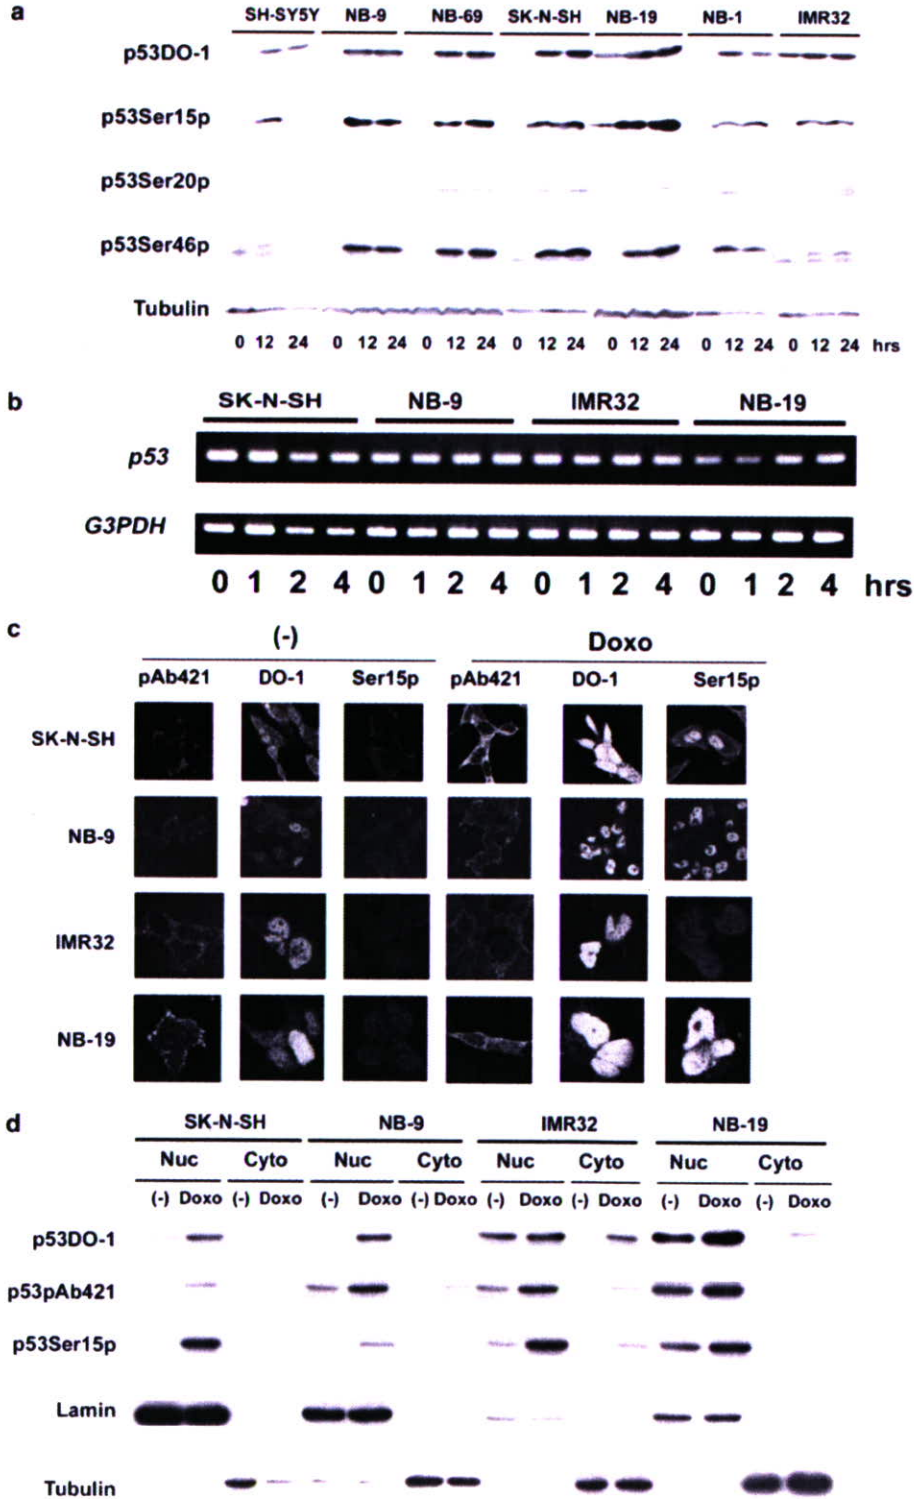 a
SH-SY5Y NB-9 NB-69 SK-N-SH NB-19 NB-1 IMR32
p53DO-1
p53Ser15p
p53Ser20p
p53Ser46p
Tubulin
0 12 24 0 12 24 0 12 24 0 12 24 0 12 24 0 12 24 0 12 24 hrs
b
SK-N-SH NB-9 IMR32 NB-19
p53
G3PDH
0 1 2 4 0 1 2 4 0 1 2 4 0 1 2 4 hrs
c
(-) Doxo
pAb421 DO-1 Ser15p pAb421 DO-1 Ser15p
SK-N-SH
NB-9
IMR32
NB-19
d
SK-N-SH NB-9 IMR32 NB-19
Nuc Cyto Nuc Cyto Nuc Cyto Nuc Cyto
(-) Doxo (-) Doxo (-) Doxo (-) Doxo (-) Doxo (-) Doxo (-) Doxo (-) Doxo
p53DO-1
p53pAb421
p53Ser15p
Lamin
Tubulin